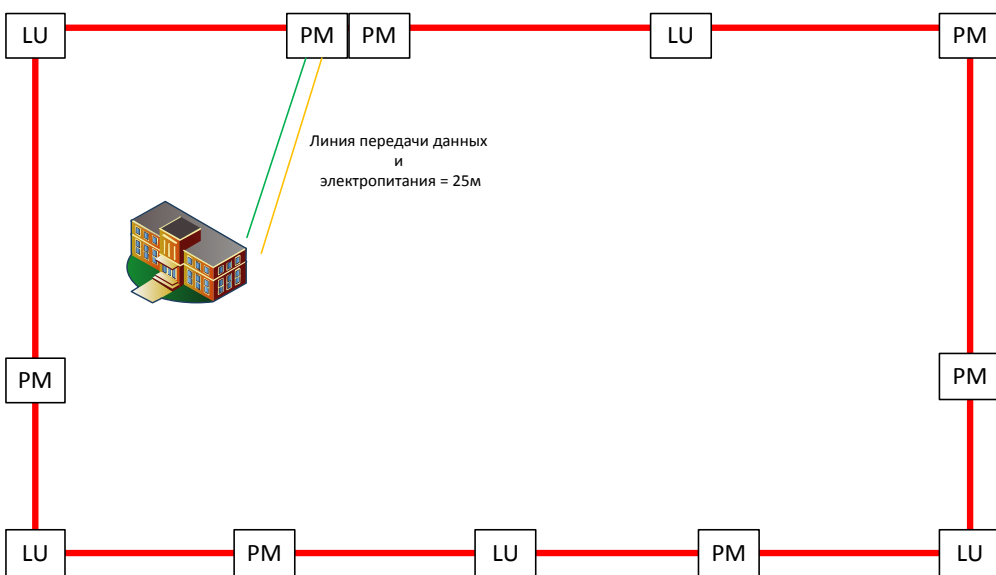 LU PM PM LU PM
Линия передачи данных
и
электропитания = 25м
PM PM
LU PM LU PM LU